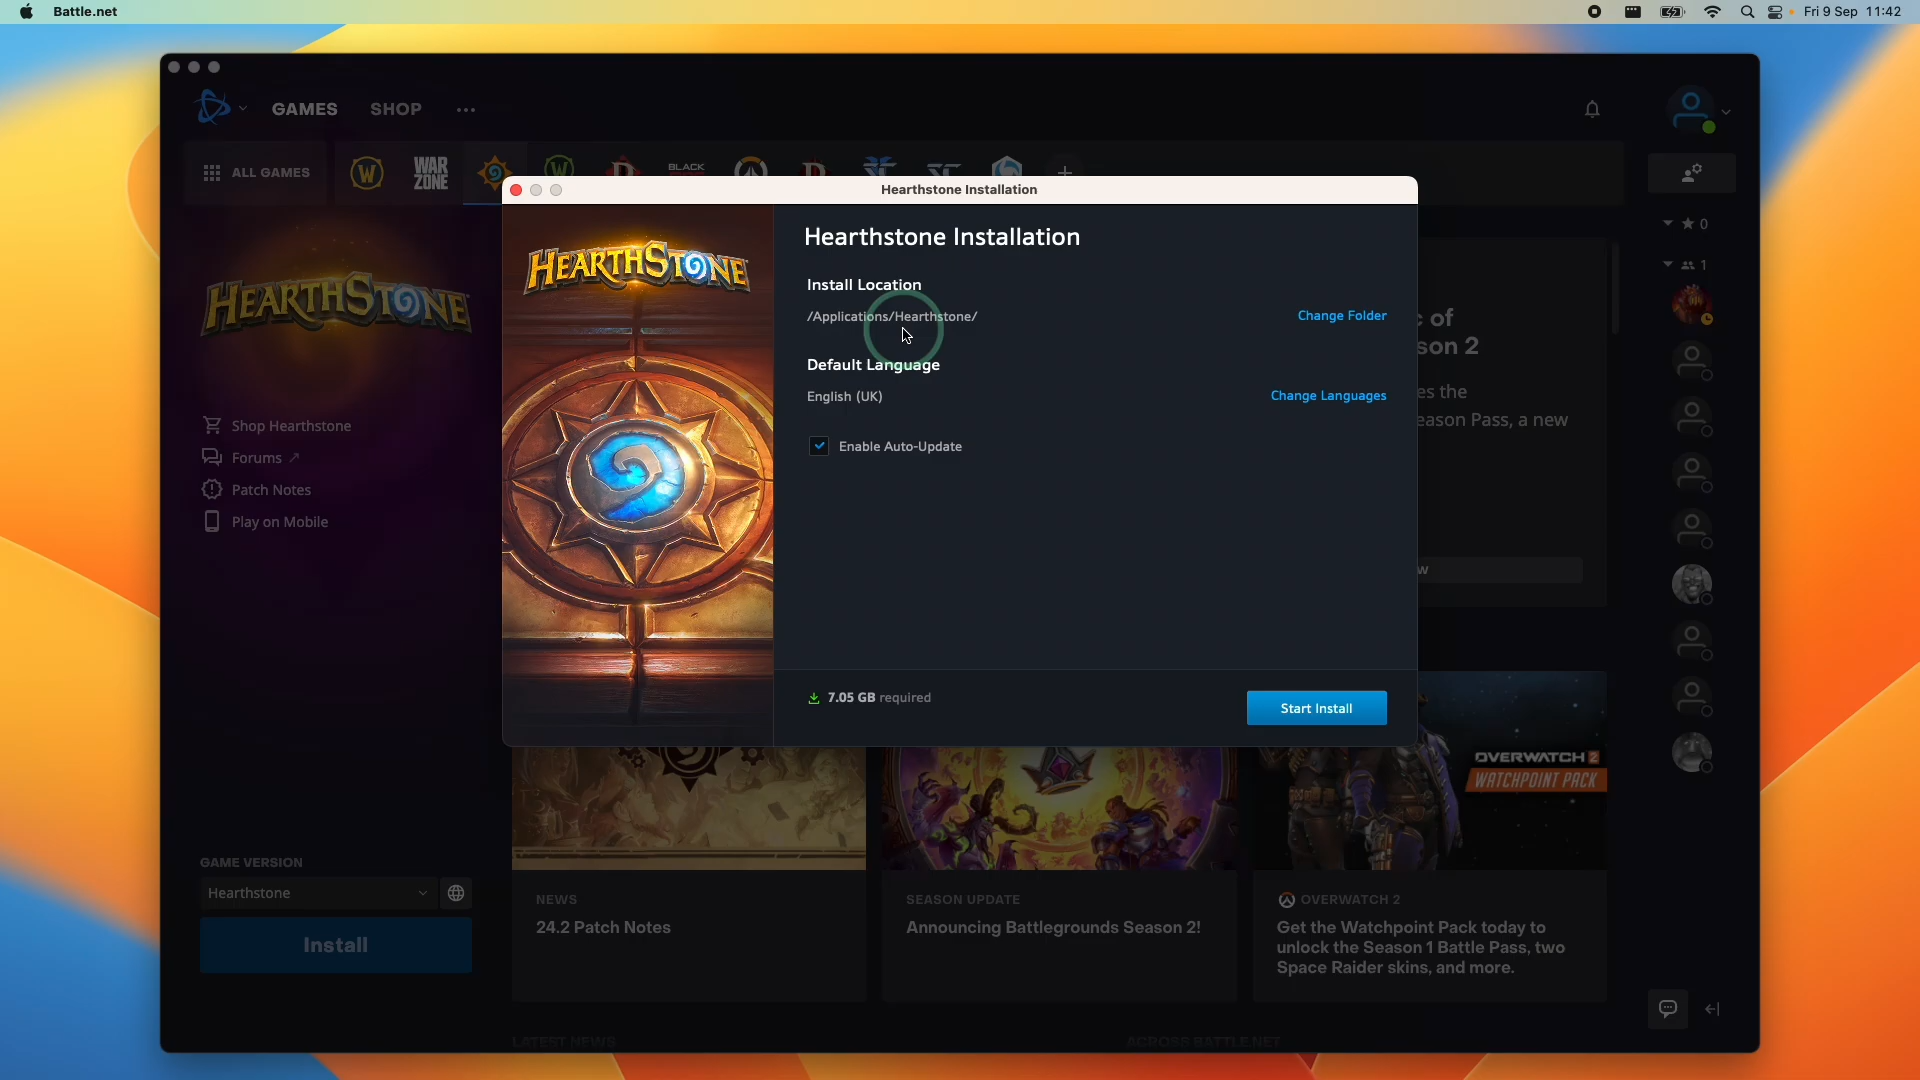 Battle.net
Fri 9 Sep 11:42
GAMES
SHOP
ALL GAMES
WAR
ZONE
BLACK
Hearthstone Installation
HEARTHSTONE
Shop Hearthstone
Forums
Patch Notes
Play on Mobile
GAME VERSION
Hearthstone
Install
HEARTHSTONE
Hearthstone Installation
Install Location
/Applications/Hearthstone/
Change Folder
Default Language
English (UK)
Change Languages
Enable Auto-Update
7.05 GB required
Start Install
of
son 2
es the
eason Pass, a new
w
0
1
OVERWATCH 2
WATCHPOINT PACK
NEWS
24.2 Patch Notes
SEASON UPDATE
Announcing Battlegrounds Season 2!
OVERWATCH 2
Get the Watchpoint Pack today to
unlock the Season 1 Battle Pass, two
Space Raider skins, and more.
LATEST NEWS
ACROSS BATTLE.NET